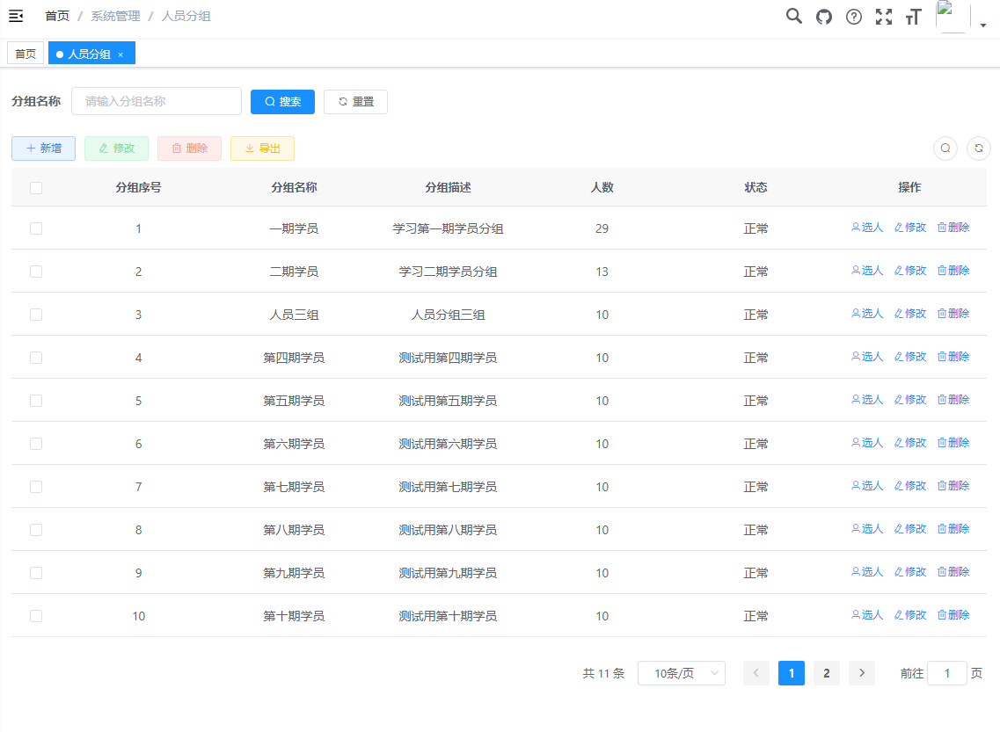 首页 / 系统管理 / 人员分组
首页 人员分组 ×
分组名称 请输入分组名称 搜索 重置
新增 修改 删除 导出
分组序号 分组名称 分组描述 人数 状态 操作
1 一期学员 学习第一期学员分组 29 正常 选人 修改 删除
2 二期学员 学习二期学员分组 13 正常 选人 修改 删除
3 人员三组 人员分组三组 10 正常 选人 修改 删除
4 第四期学员 测试用第四期学员 10 正常 选人 修改 删除
5 第五期学员 测试用第五期学员 10 正常 选人 修改 删除
6 第六期学员 测试用第六期学员 10 正常 选人 修改 删除
7 第七期学员 测试用第七期学员 10 正常 选人 修改 删除
8 第八期学员 测试用第八期学员 10 正常 选人 修改 删除
9 第九期学员 测试用第九期学员 10 正常 选人 修改 删除
10 第十期学员 测试用第十期学员 10 正常 选人 修改 删除
共 11 条 10条/页 1 2 前往 1 页